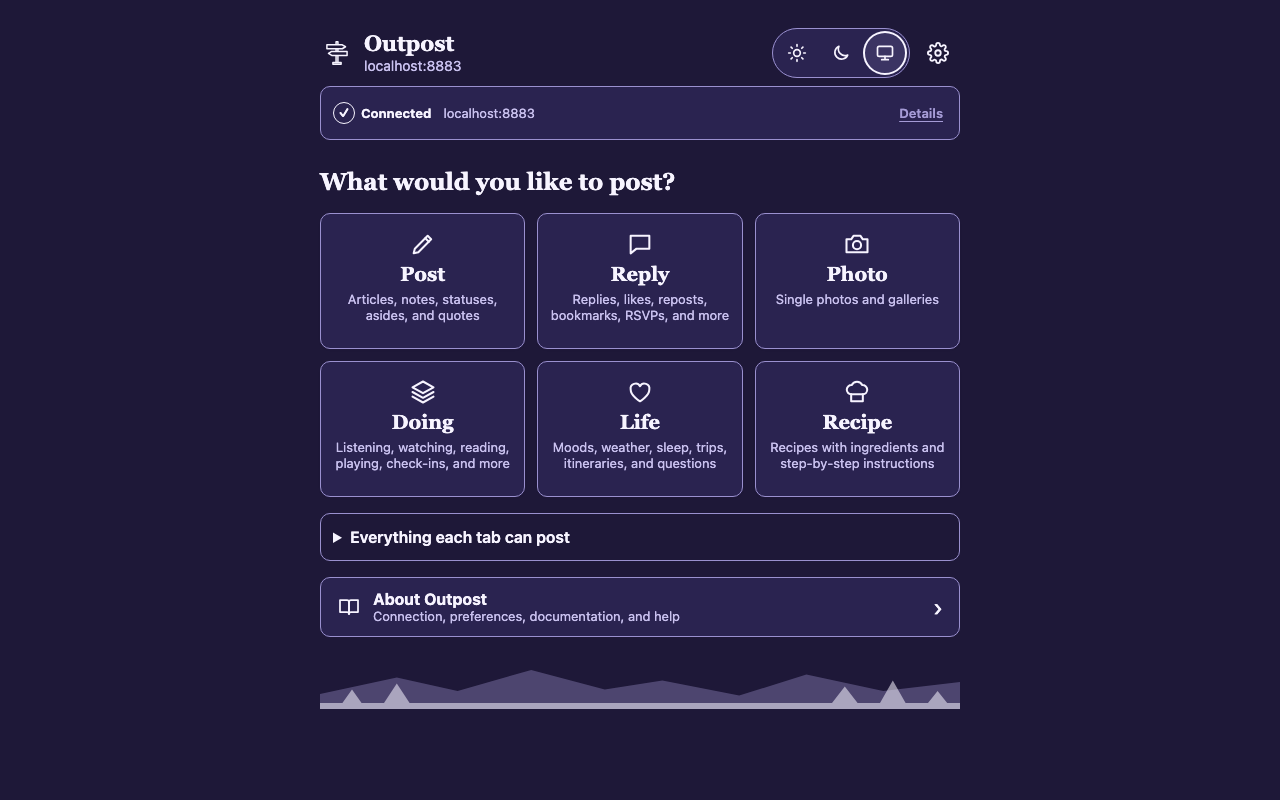 Outpost
localhost:8883
Connected localhost:8883 Details
What would you like to post?
Post
Articles, notes, statuses,
asides, and quotes
Reply
Replies, likes, reposts,
bookmarks, RSVPs, and more
Photo
Single photos and galleries
Doing
Listening, watching, reading,
playing, check-ins, and more
Life
Moods, weather, sleep, trips,
itineraries, and questions
Recipe
Recipes with ingredients and
step-by-step instructions
Everything each tab can post
About Outpost
Connection, preferences, documentation, and help